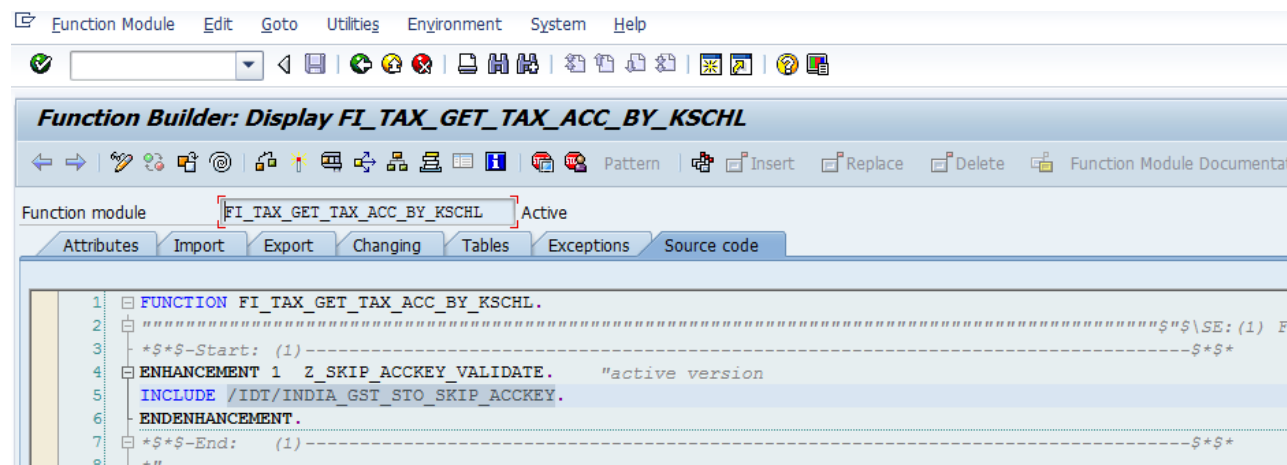 Function Module Edit Goto Utilities Environment System Help
Function Builder: Display FI_TAX_GET_TAX_ACC_BY_KSCHL
Pattern Insert Replace Delete Function Module Documenta
Function module FI_TAX_GET_TAX_ACC_BY_KSCHL Active
Attributes Import Export Changing Tables Exceptions Source code
1 FUNCTION FI_TAX_GET_TAX_ACC_BY_KSCHL.
2 """"""""""""""""""""""""""""""""""""""""""""""""""""""""""""""""""""""""""""""""""""""""""""$"$\SE:(1) F
3 *$*$-Start: (1)---------------------------------------------------------------------------------$*$*
4 ENHANCEMENT 1 Z_SKIP_ACCKEY_VALIDATE. "active version
5 INCLUDE /IDT/INDIA_GST_STO_SKIP_ACCKEY.
6 ENDENHANCEMENT.
7 *$*$-End: (1)---------------------------------------------------------------------------------$*$*
8 *"